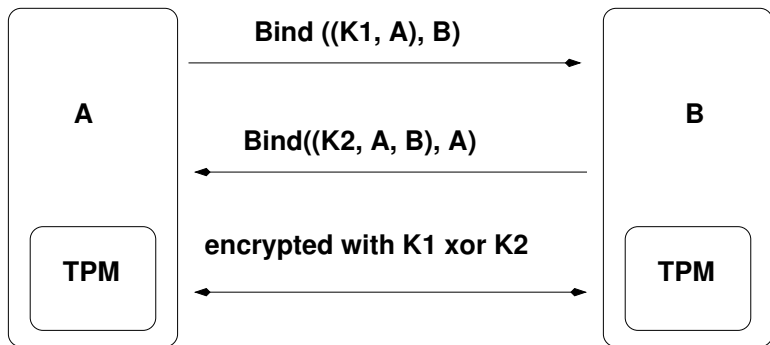 Bind ((K1, A), B)
A
B
Bind((K2, A, B), A)
encrypted with K1 xor K2
TPM
TPM